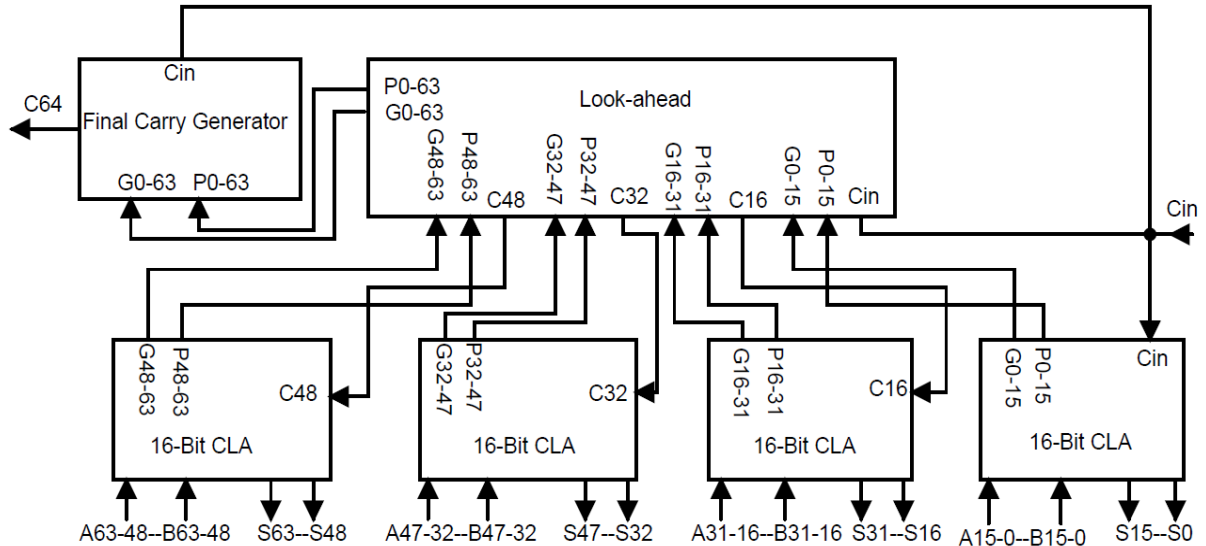 Cin
Final Carry Generator
C64
G0-63 P0-63
P0-63
G0-63
Look-ahead
G48-63
P48-63
C48
G32-47
P32-47
C32
G16-31
P16-31
C16
G0-15
P0-15
Cin
Cin
G48-63
P48-63
C48
16-Bit CLA
G32-47
P32-47
C32
16-Bit CLA
G16-31
P16-31
C16
16-Bit CLA
G0-15
P0-15
Cin
16-Bit CLA
A63-48--B63-48 S63--S48 A47-32--B47-32 S47--S32 A31-16--B31-16 S31--S16 A15-0--B15-0 S15--S0